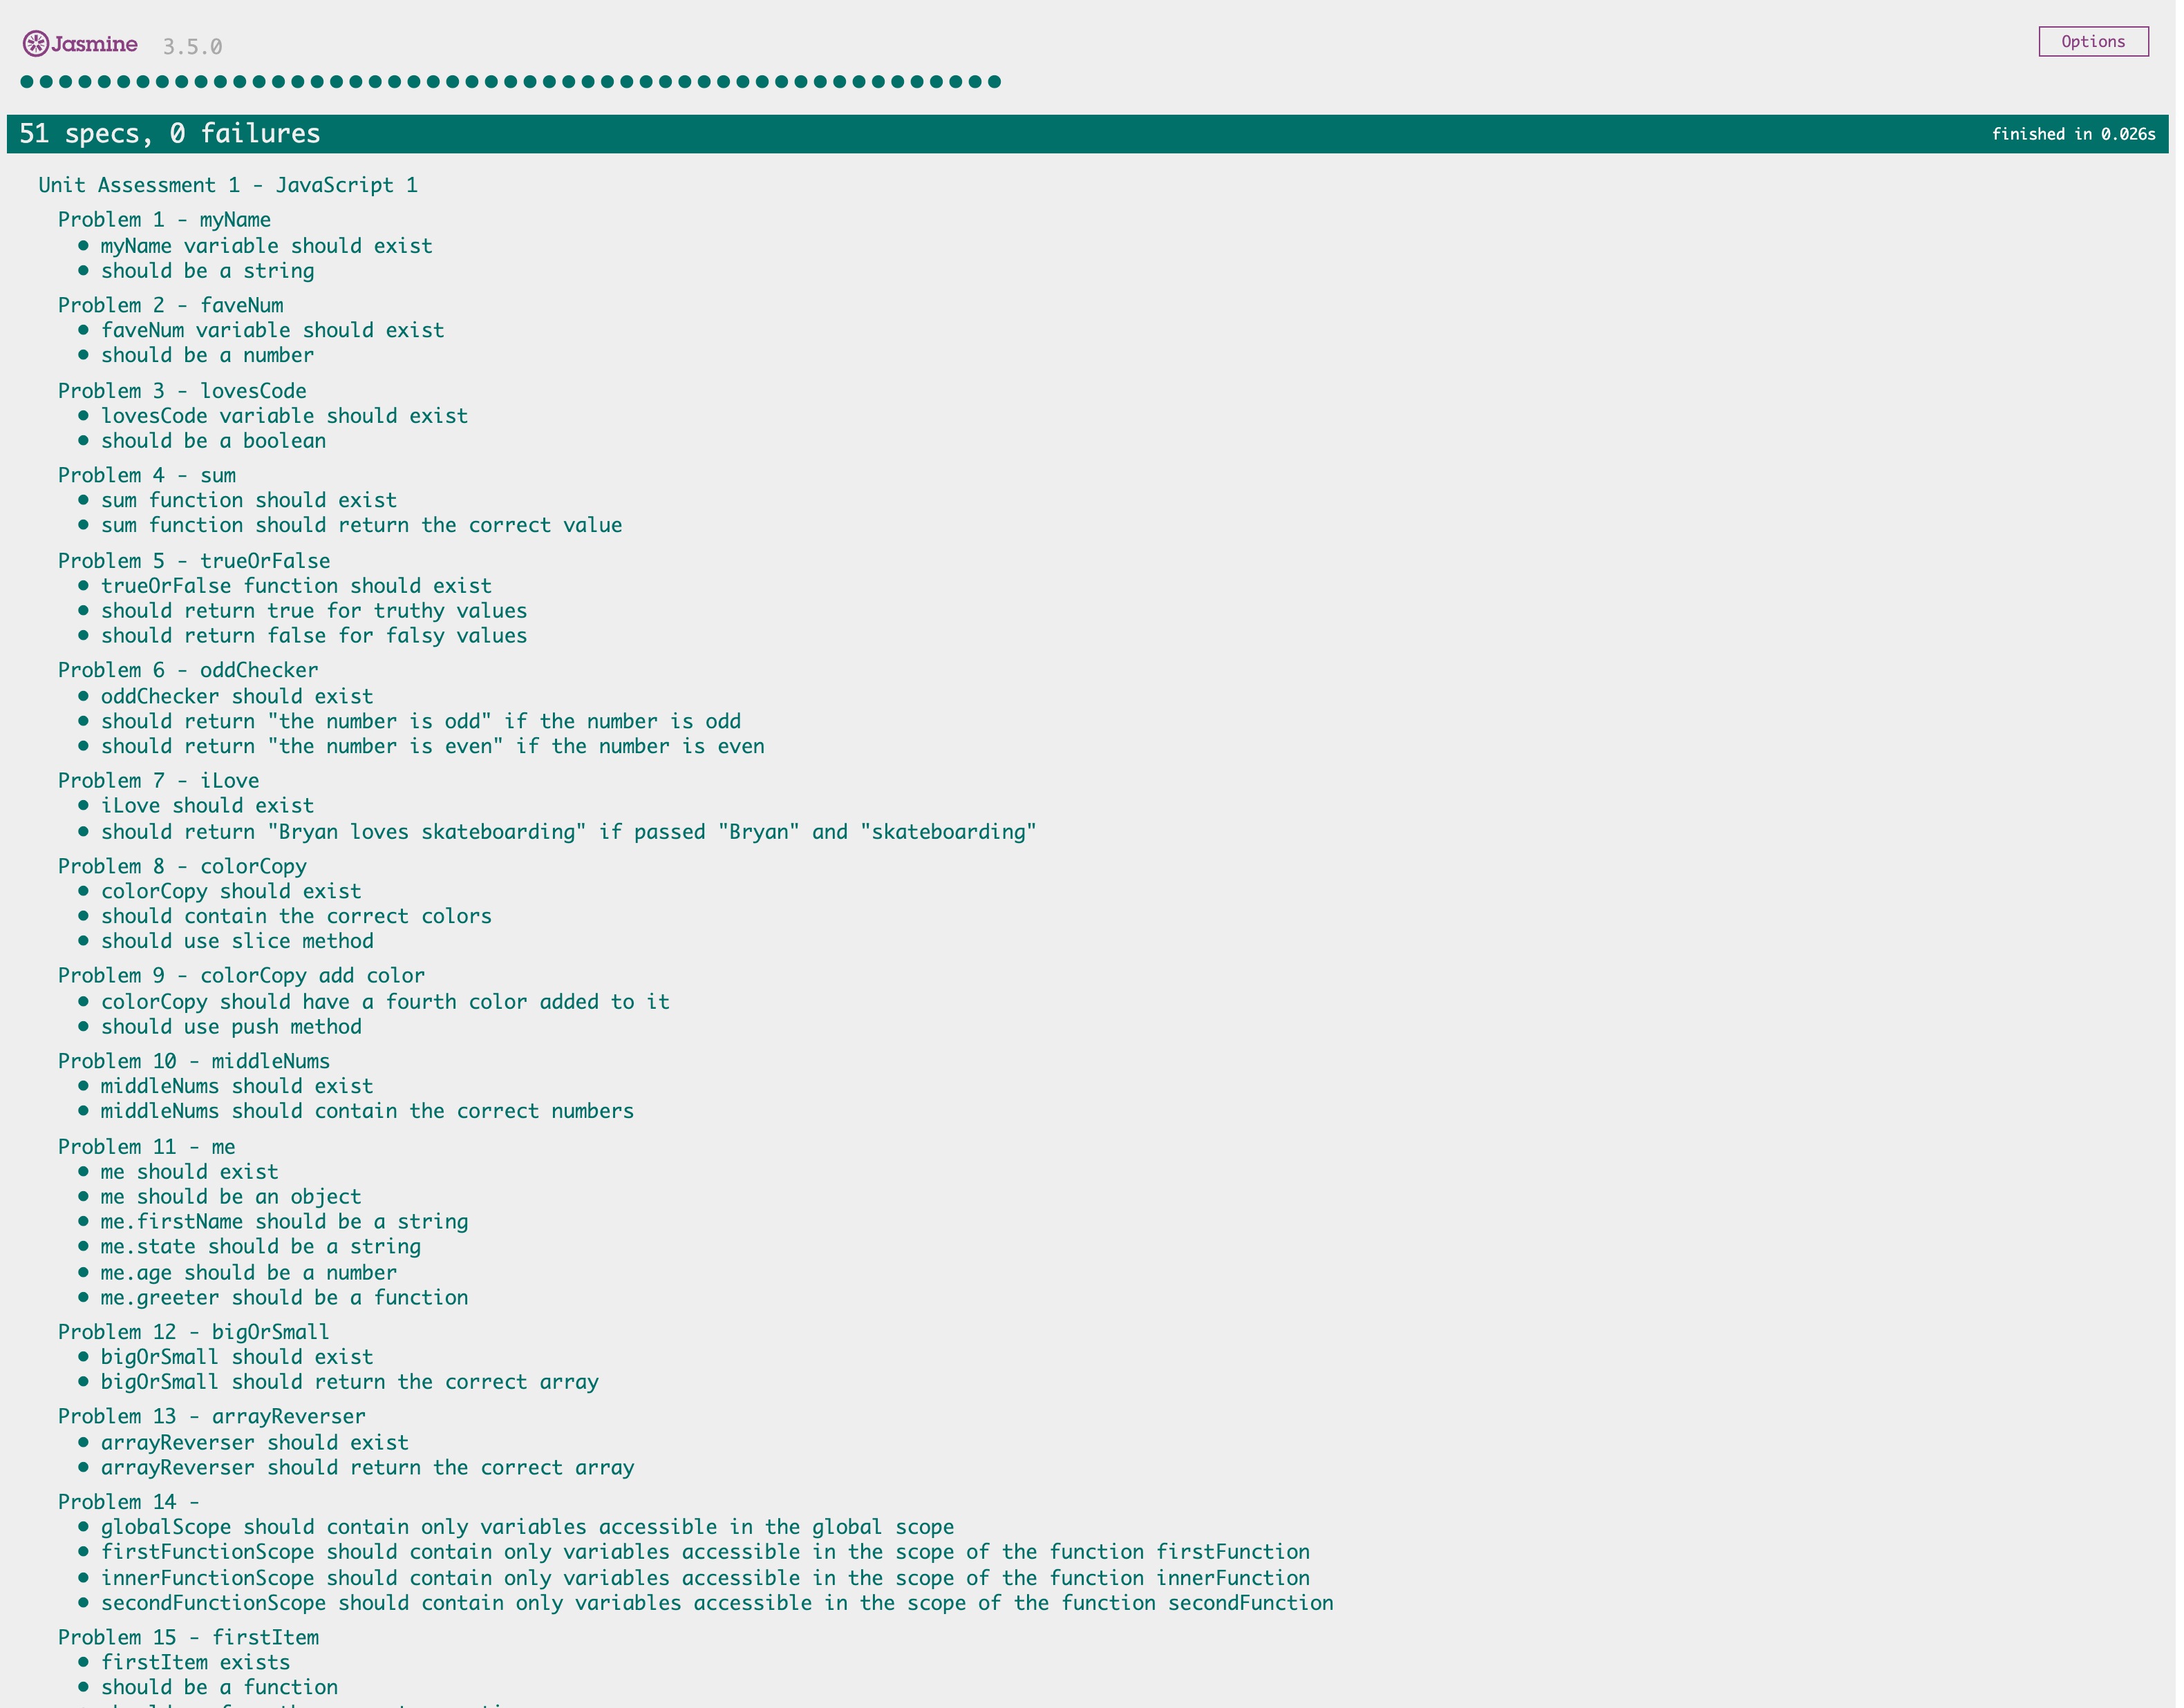 Jasmine 3.5.0
Options
51 specs, 0 failures
finished in 0.026s
Unit Assessment 1 - JavaScript 1
Problem 1 - myName
• myName variable should exist
• should be a string
Problem 2 - faveNum
• faveNum variable should exist
• should be a number
Problem 3 - lovesCode
• lovesCode variable should exist
• should be a boolean
Problem 4 - sum
• sum function should exist
• sum function should return the correct value
Problem 5 - trueOrFalse
• trueOrFalse function should exist
• should return true for truthy values
• should return false for falsy values
Problem 6 - oddChecker
• oddChecker should exist
• should return "the number is odd" if the number is odd
• should return "the number is even" if the number is even
Problem 7 - iLove
• iLove should exist
• should return "Bryan loves skateboarding" if passed "Bryan" and "skateboarding"
Problem 8 - colorCopy
• colorCopy should exist
• should contain the correct colors
• should use slice method
Problem 9 - colorCopy add color
• colorCopy should have a fourth color added to it
• should use push method
Problem 10 - middleNums
• middleNums should exist
• middleNums should contain the correct numbers
Problem 11 - me
• me should exist
• me should be an object
• me.firstName should be a string
• me.state should be a string
• me.age should be a number
• me.greeter should be a function
Problem 12 - bigOrSmall
• bigOrSmall should exist
• bigOrSmall should return the correct array
Problem 13 - arrayReverser
• arrayReverser should exist
• arrayReverser should return the correct array
Problem 14 -
• globalScope should contain only variables accessible in the global scope
• firstFunctionScope should contain only variables accessible in the scope of the function firstFunction
• innerFunctionScope should contain only variables accessible in the scope of the function innerFunction
• secondFunctionScope should contain only variables accessible in the scope of the function secondFunction
Problem 15 - firstItem
• firstItem exists
• should be a function